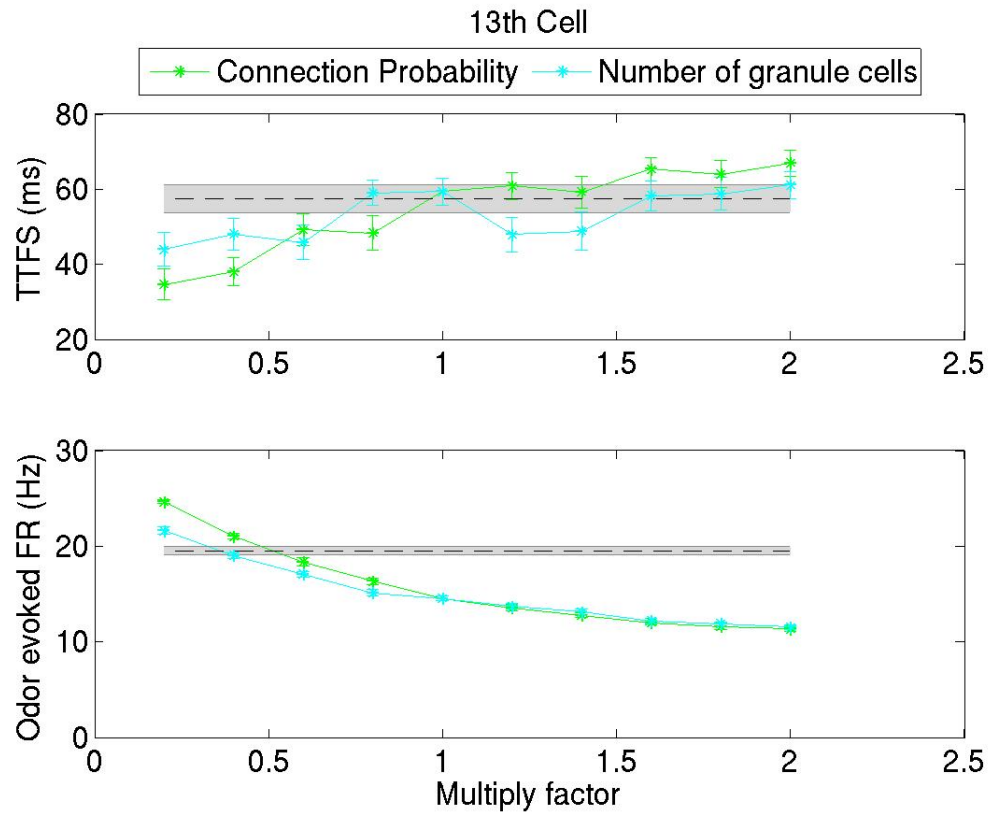 13th Cell
Connection Probability Number of granule cells
80
60
40
20
TTFS (ms)
0 0.5 1 1.5 2 2.5
30
20
10
0
Odor evoked FR (Hz)
0 0.5 1 1.5 2 2.5
Multiply factor